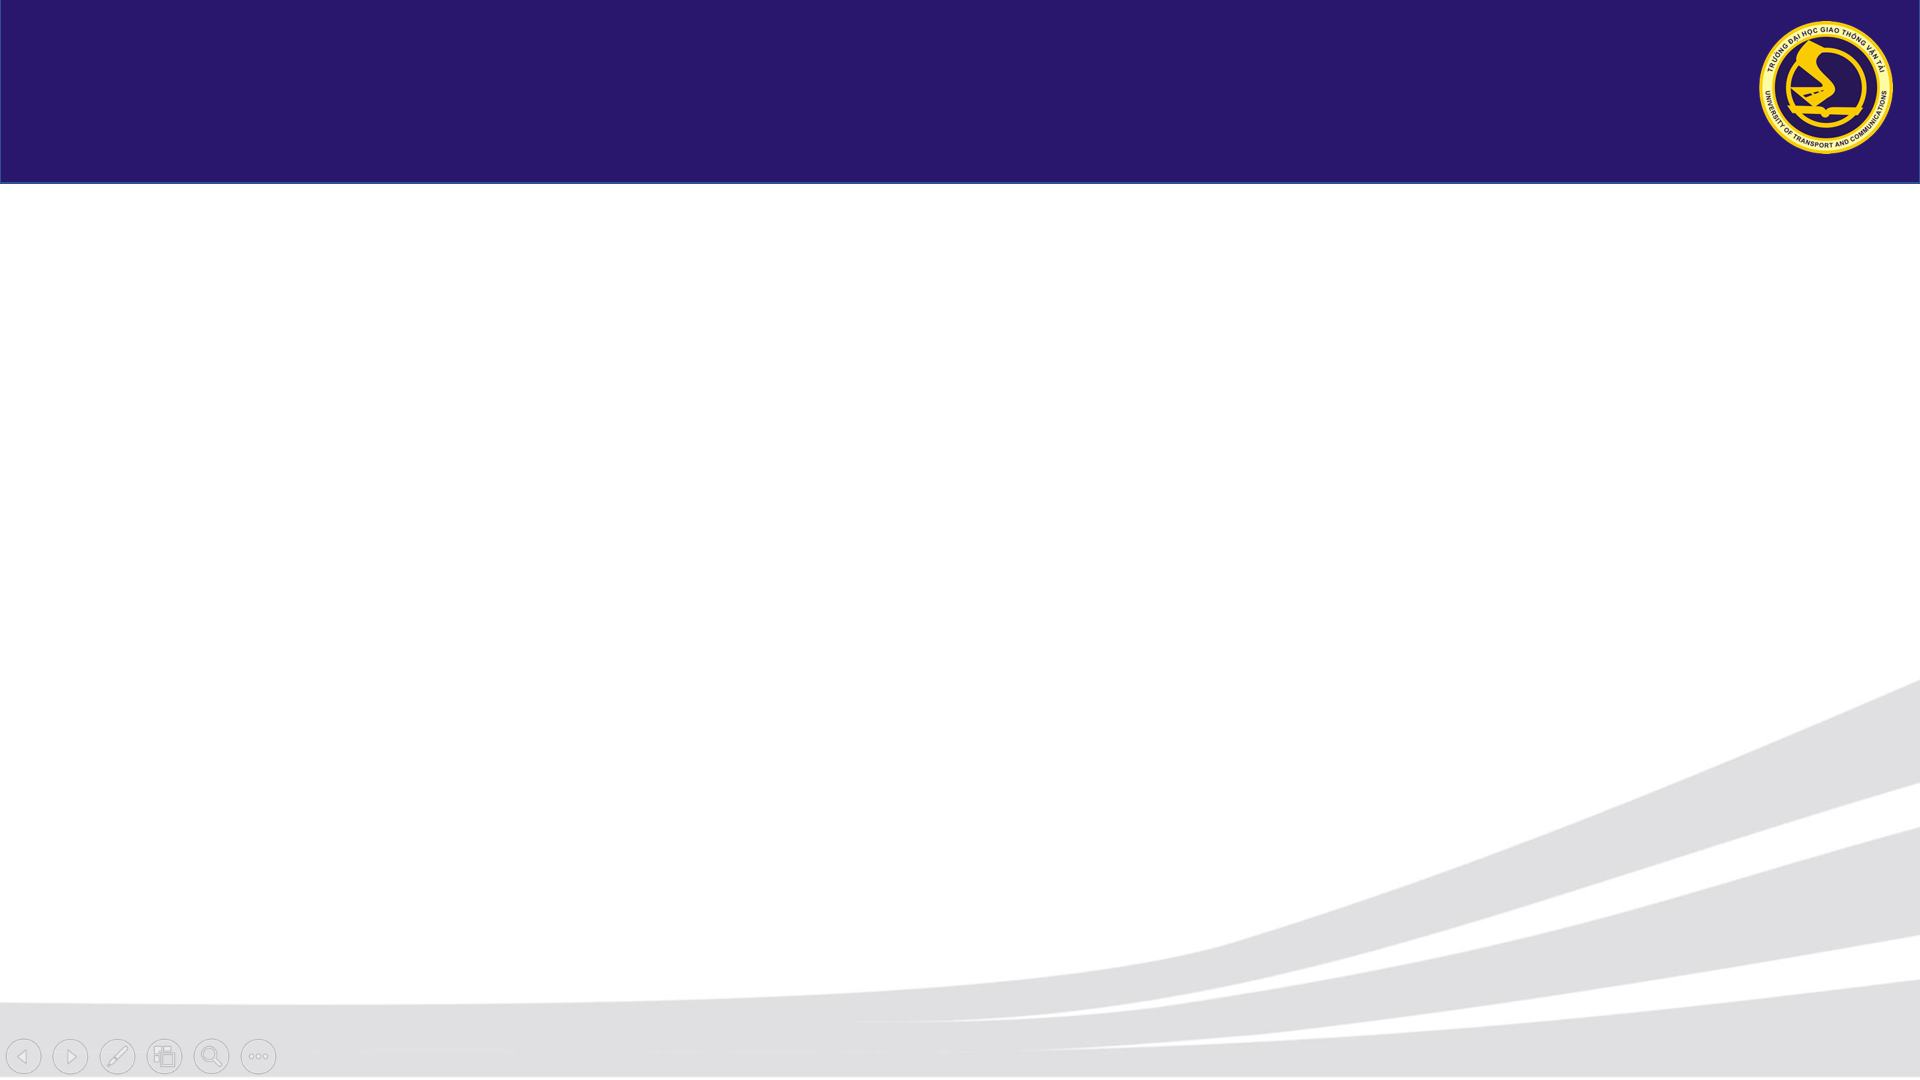 TRƯỜNG ĐẠI HỌC GIAO THÔNG VẬN TẢI
UNIVERSITY OF TRANSPORT AND COMMUNICATIONS